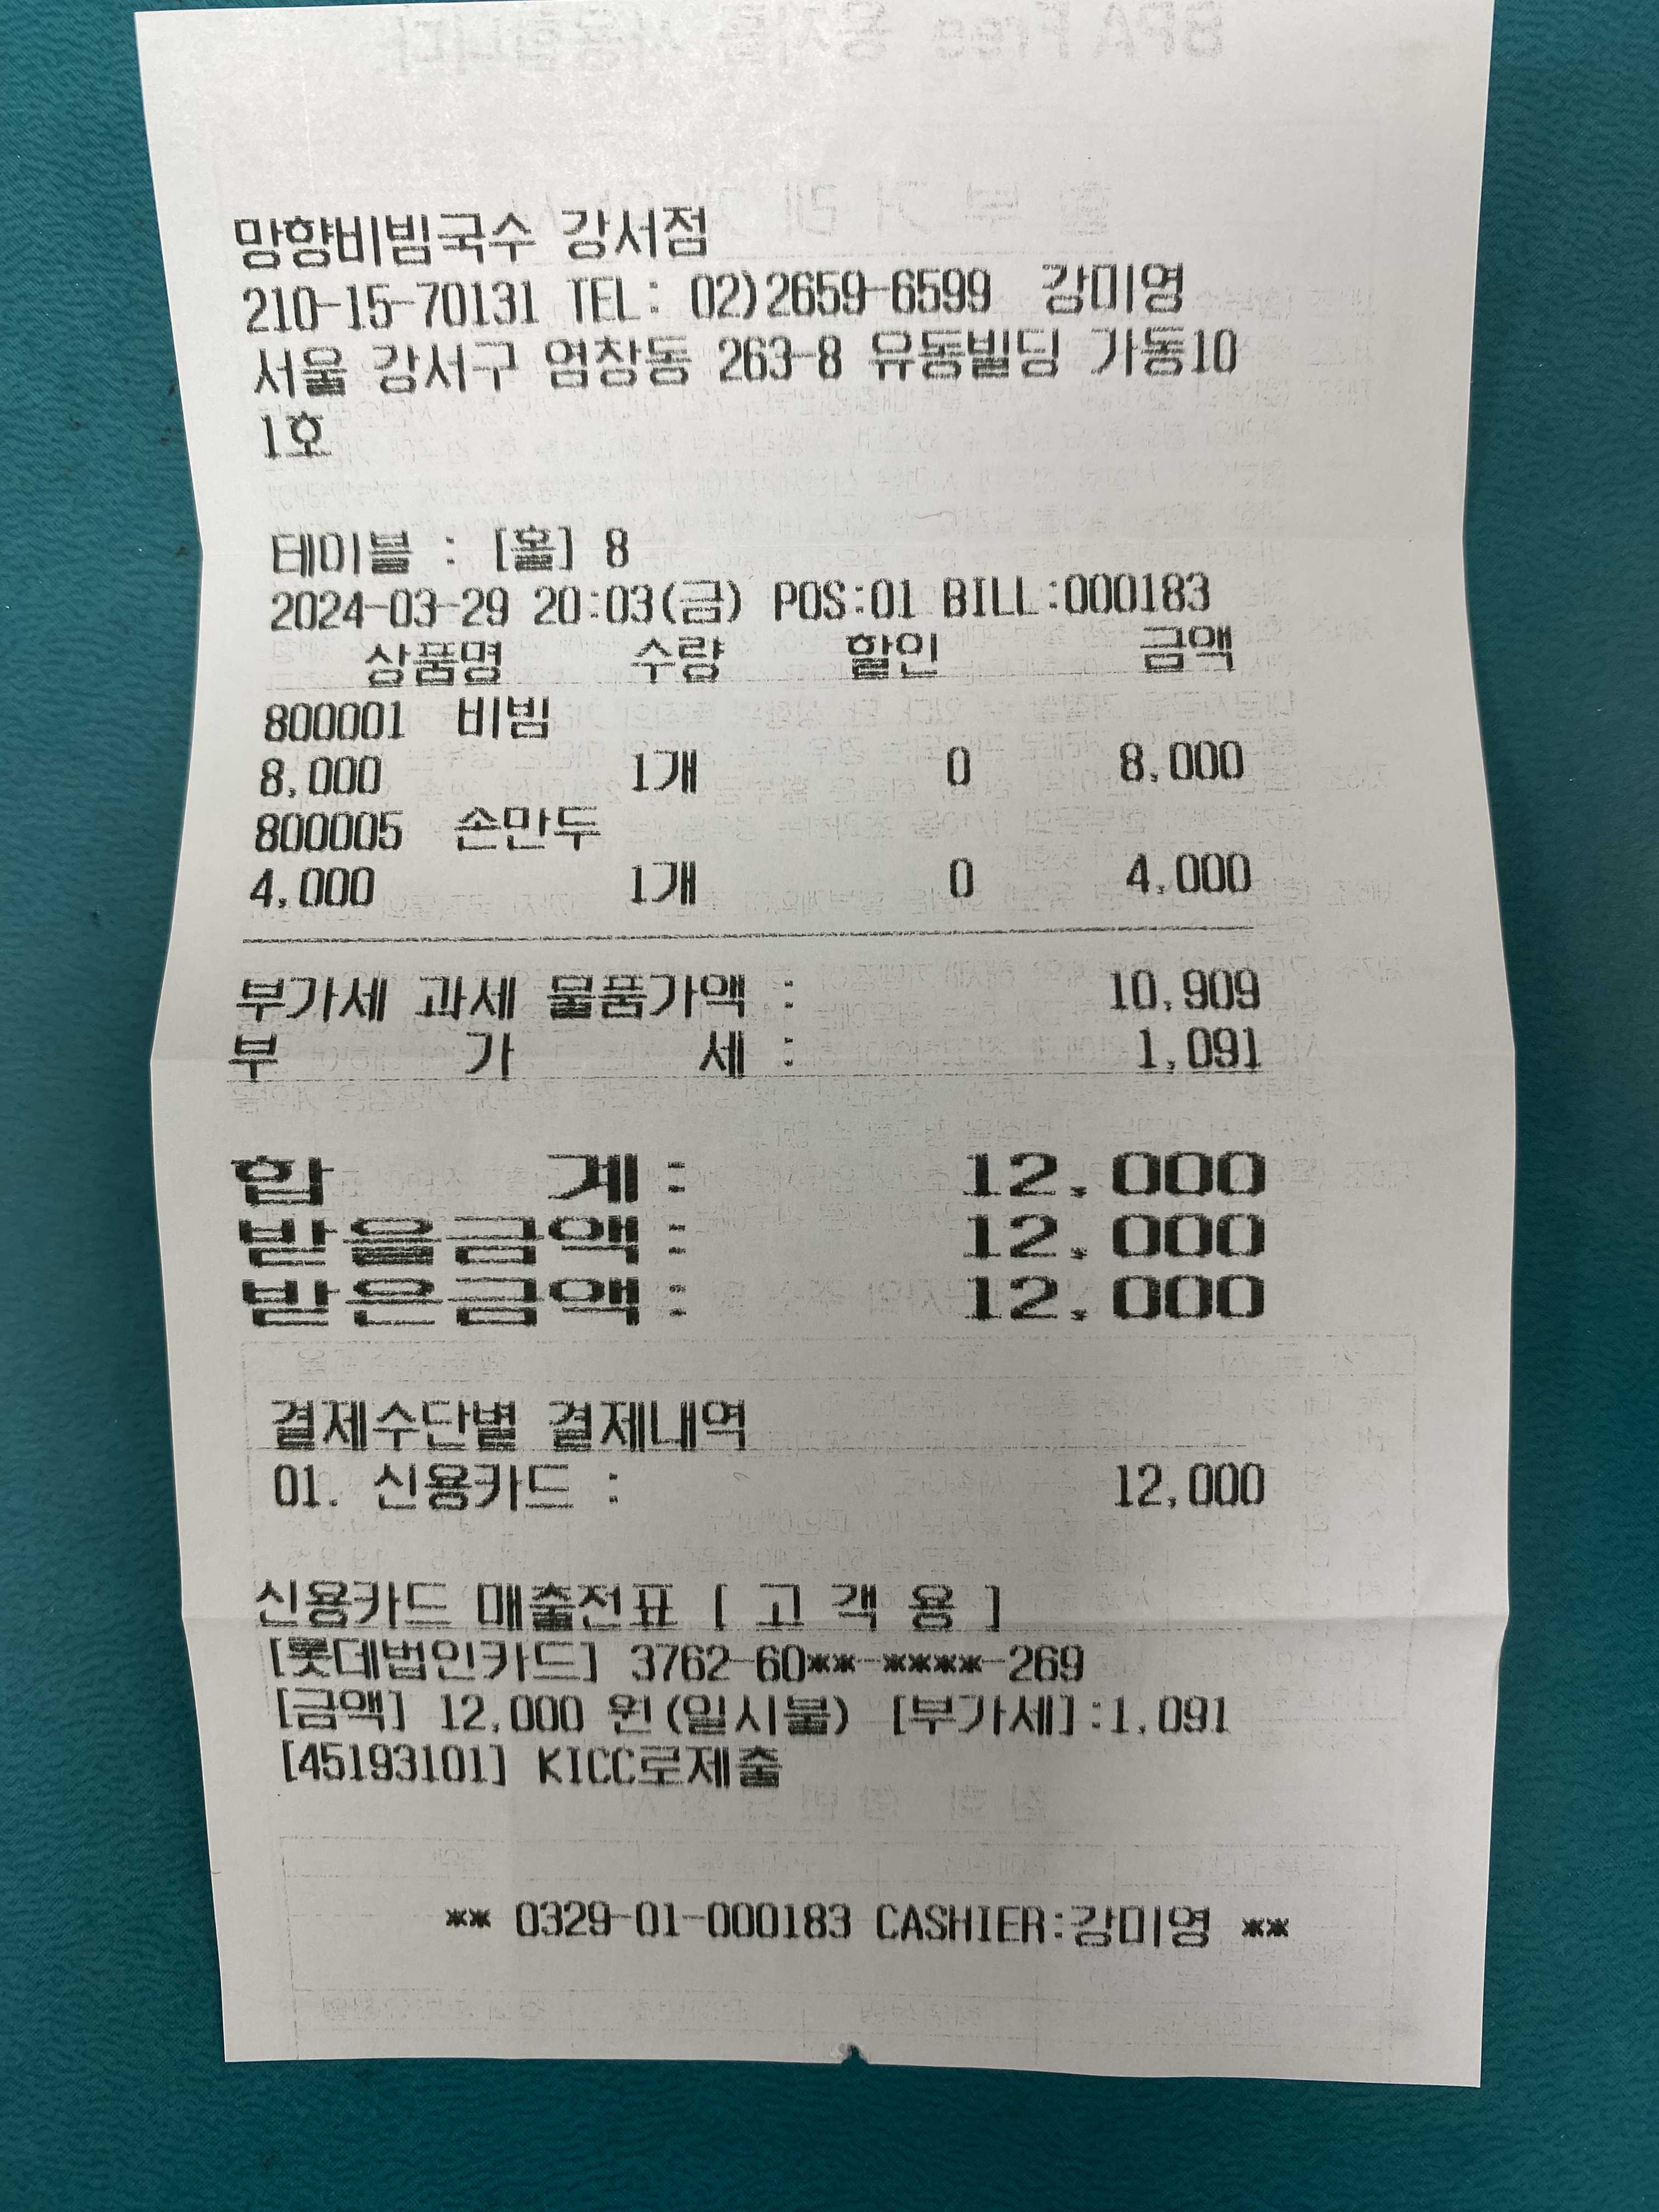 망향비빔국수 강서점
210-15-70131 TEL: 02)2659-6599 강미영
서울 강서구 염창동 263-8 유동빌딩 가동10
1호
테이블 : [홀] 8
2024-03-29 20:03(금) POS:01 BILL:000183
상품명 수량 할인 금액
800001 비빔
8,000 1개 0 8,000
800005 손만두
4,000 1개 0 4,000
부가세 과세 물품가액 : 10,909
부 가 세 : 1,091
합 계 : 12,000
받을금액 : 12,000
받은금액 : 12,000
결제수단별 결제내역
01. 신용카드 : 12,000
신용카드 매출전표 [ 고 객 용 ]
[롯데법인카드] 3762-60**-****-269
[금액] 12,000 원(일시불) [부가세]:1,091
[45193101] KICC로제출
** 0329-01-000183 CASHIER:강미영 **